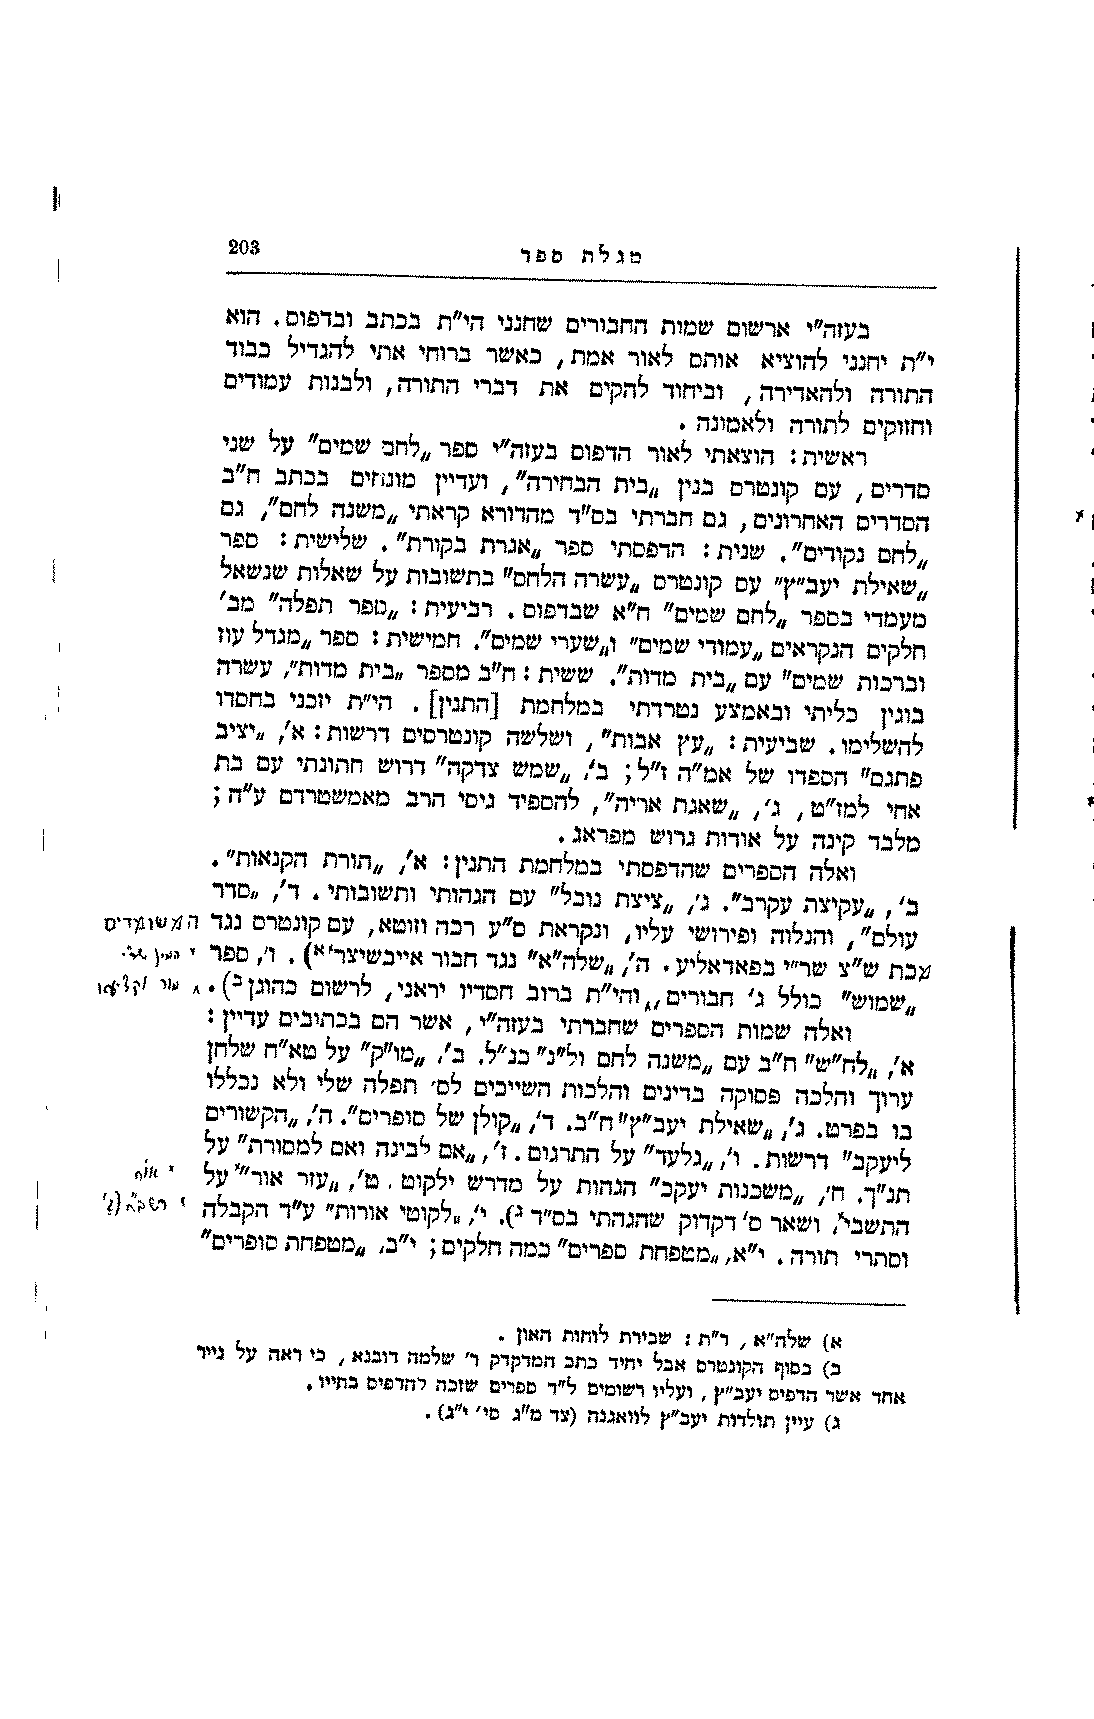 203
מגלת ספר
בעזה"י ארשום שמות החבורים שחנני הי"ת בכתב ובדפוס. הוא
י"ת יחנני להוציא אותם לאור אמת, כאשר ברוחי אתי להגדיל כבוד
התורה ולהאדירה, וביחוד להקים את דברי התורה, ולבנות עמודים
וחזוקים לתורה ולאמונה.
ראשית: הוצאתי לאור הדפוס בעזה"י ספר „לחם שמים" על שני
סדרים, עם קונטרס בנין „בית הבחירה", ועדיין מונחים בכתב ח"ב
הסדרים האחרונים, גם חברתי בס"ד מהדורא קראתי „משנה לחם", גם
„לחם נקודים". שנית: הדפסתי ספר „אגרת בקורת". שלישית: ספר
„שאילת יעב"ץ" עם קונטרס „עשרה הלחם" בתשובות על שאלות שנשאל
מעמדי בספר „לחם שמים" ח"א שבדפוס. רביעית: „ספר תפלה" מב'
חלקים הנקראים „עמודי שמים" ו„שערי שמים". חמישית: ספר „מגדל עוז
וברכות שמים" עם „בית מדות". ששית: ח"ב מספר „בית מדות", עשרה
בוגין כליתי ובאמצע נטרדתי במלחמת [התנין]. הי"ת יזכני בחסדו
להשלימו. שביעית: „עץ אבות", ושלשה קונטרסים דרשות: א', „יציב
פתגם" הספדו של אמ"ה ז"ל; ב', „שמש צדקה" דרוש חתונתי עם בת
אחי למז"ט, ג', „שאגת אריה", להספיד גיסי הרב מאמשטרדם ע"ה;
מלבד קינה על אודות גרוש מפראג.
ואלה הספרים שהדפסתי במלחמת התנין: א', „תורת הקנאות".
ב', „עקיצת עקרב". ג', „ציצת נובל" עם הגהותי ותשובותי. ד', „סדר
עולם", והנלוה ופירושי עליו, ונקראת ס"ע רבה וזוטא, עם קונטרס נגד המשומדים
מכת ש"צ שר"י בפאדאליע. ה', „שלה"א" נגד חבור אייבשיצר א). ו', ספר
„שמוש" כולל ג' חבורים, והי"ת ברוב חסדיו יראני, לרשום כהוגן ב).
ואלה שמות הספרים שחברתי בעזה"י, אשר הם בכתובים עדיין:
א', „לח"ש" ח"ב עם „משנה לחם ול"נ" כנ"ל. ב', „מו"ק" על טא"ח שלחן
ערוך והלכה פסוקה בדינים והלכות השייכים לס' תפלה שלי ולא נכללו
בו בפרט. ג', „שאילת יעב"ץ" ח"ב. ד', „קולן של סופרים". ה', „הקשורים
ליעקב" דרשות. ו', „גלעד" על התרגום. ז', „אם לבינה ואם למסורת" על
תנ"ך. ח', „משכנות יעקב" הגהות על מדרש ילקוט. ט', „עזר אור" על
התשבי, ושאר ס' דקדוק שהגהתי בס"ד ג). י', „לקוטי אורות" ע"ד הקבלה
וסתרי תורה. י"א, „מטפחת ספרים" כמה חלקים; י"ב, „מטפחת סופרים"
א) שלה"א, ר"ת: שבירת לוחות האון.
ב) בסוף הקונטרס אבל יחיד כתב המדקדק ר' שלמה דובנא, כי ראה על נייר
אחד אשר הדפיס יעב"ץ, ועליו רשומים ל"ד ספרים שזכה להדפיס בחייו.
ג) עיין תולדות יעב"ץ לוואגנה (צד מ"ג סי' י"ג).